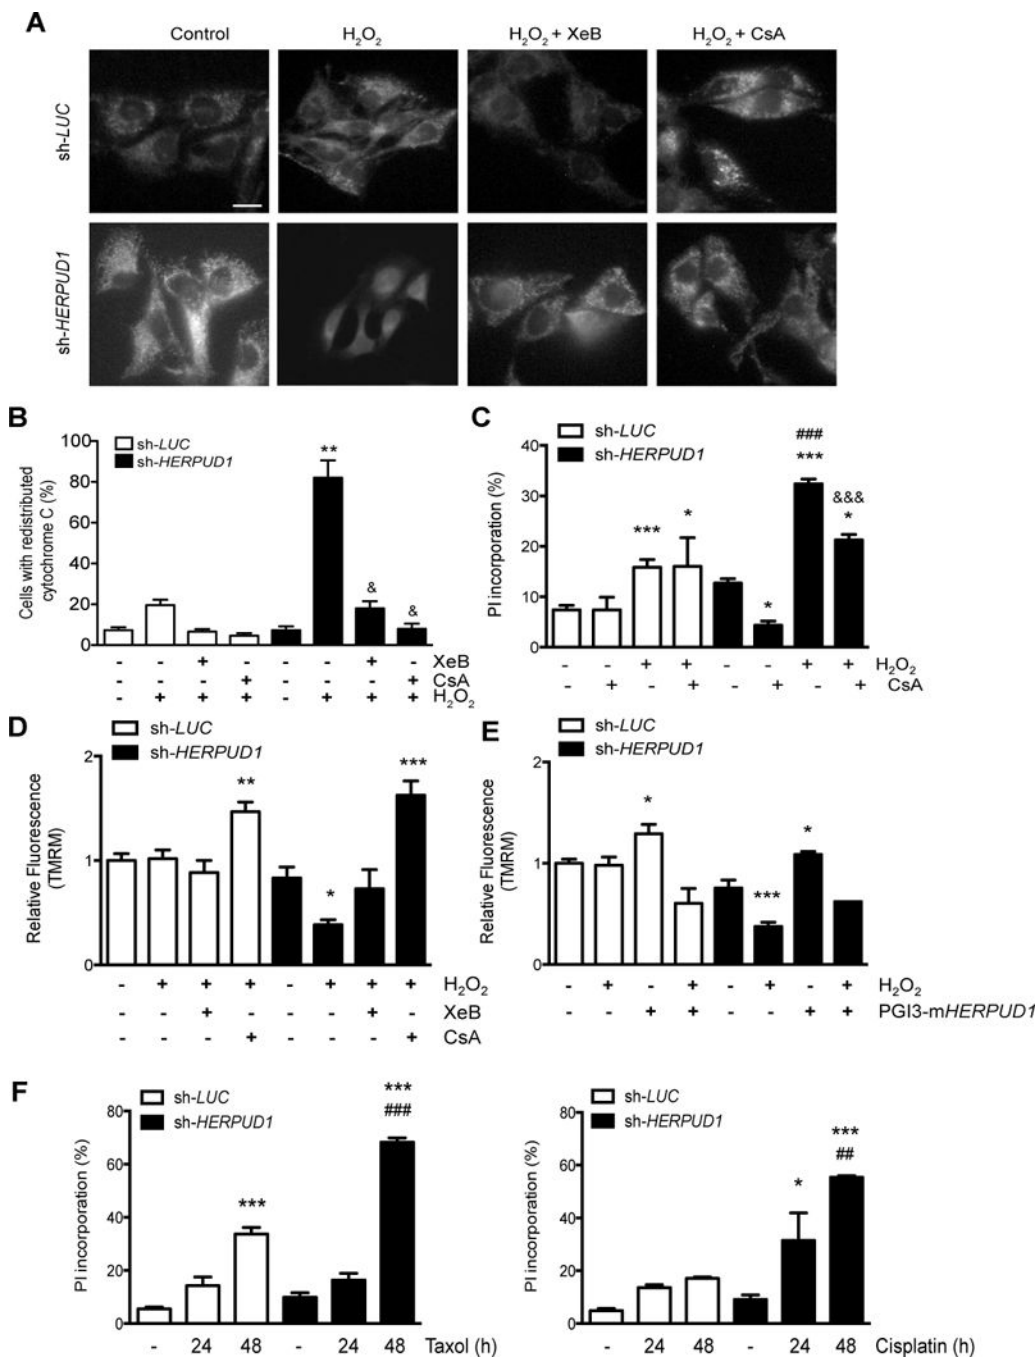 A
Control H2O2 H2O2 + XeB H2O2 + CsA
sh-LUC
sh-HERPUD1
B
sh-LUC
sh-HERPUD1
Cells with redistributed
cytochrome C (%)
100
80
60
40
20
0
**
&
&
- - + - - - + - XeB
- - - + - - - + CsA
- + + + - + + + H2O2
C
sh-LUC
sh-HERPUD1
PI incorporation (%)
40
30
20
10
0
***
*
*
###
***
&&&
*
- - + + - - + + H2O2
- + - + - + - + CsA
D
sh-LUC
sh-HERPUD1
Relative Fluorescence
(TMRM)
2
1
0
**
*
***
- + + + - + + + H2O2
- - + - - - + - XeB
- - - + - - - + CsA
E
sh-LUC
sh-HERPUD1
Relative Fluorescence
(TMRM)
2
1
0
*
***
*
- + - + - + - + H2O2
- - + + - - + + PGI3-mHERPUD1
F
sh-LUC
sh-HERPUD1
PI incorporation (%)
80
60
40
20
0
***
***
###
- 24 48 - 24 48 Taxol (h)
sh-LUC
sh-HERPUD1
PI incorporation (%)
80
60
40
20
0
*
***
##
- 24 48 - 24 48 Cisplatin (h)